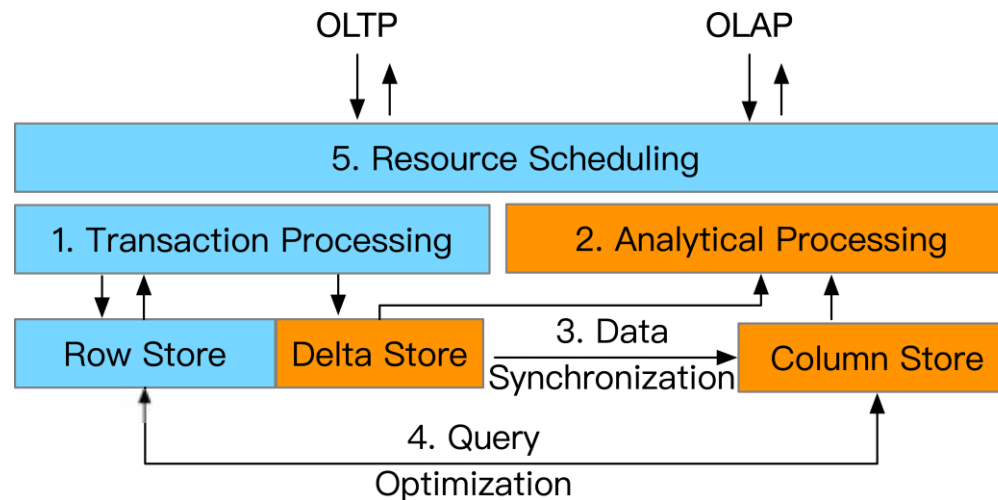 OLTP
OLAP
5. Resource Scheduling
1. Transaction Processing
2. Analytical Processing
Row Store
Delta Store
3. Data
Synchronization
Column Store
4. Query
Optimization